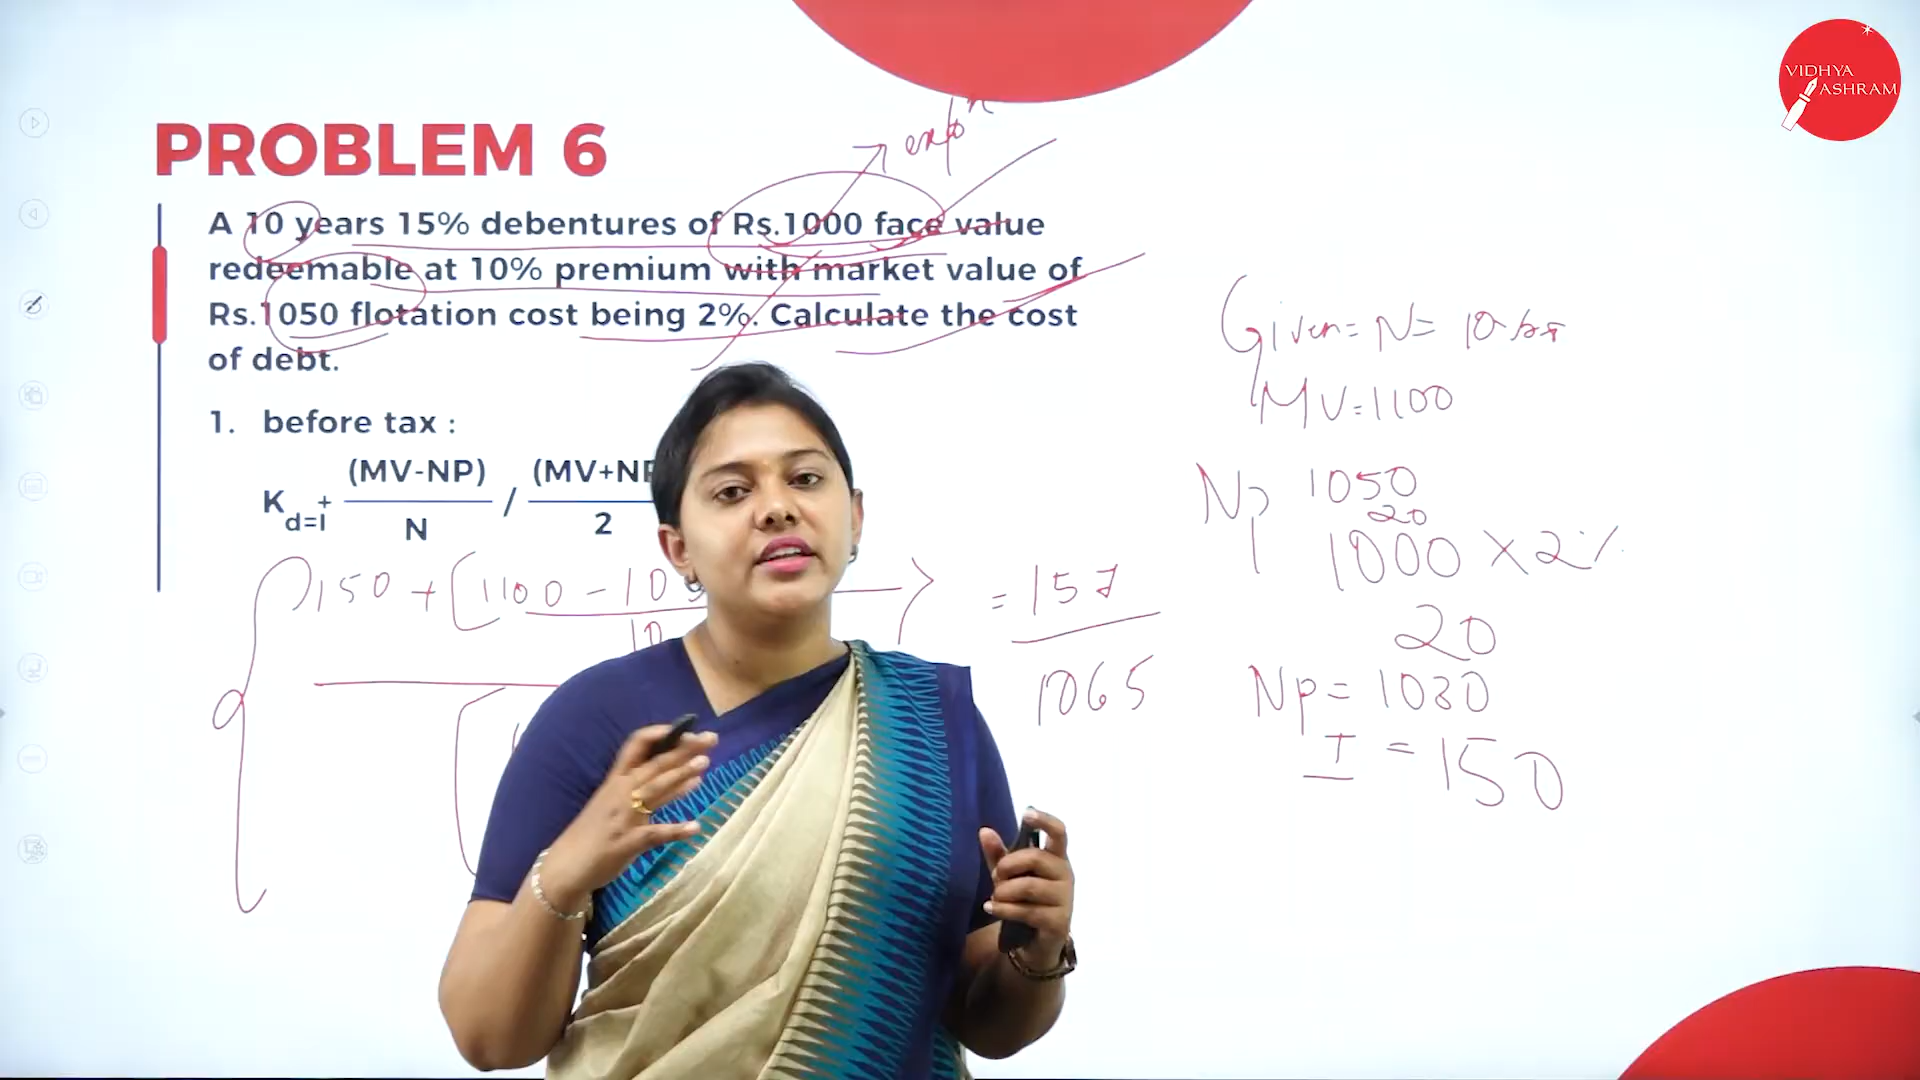 VIDHYA
ASHRAM
PROBLEM 6
expⁿ
A 10 years 15% debentures of Rs.1000 face value
redeemable at 10% premium with market value of
Rs.1050 flotation cost being 2%. Calculate the cost
of debt.
1. before tax :
(MV-NP) / (MV+NP
K d=I +
N 2
150 + [1100 - 10
10
= 157
1065
Given= N= 10
MV=1100
Np 1050
20
1000 x 2%
20
Np = 1030
I = 150